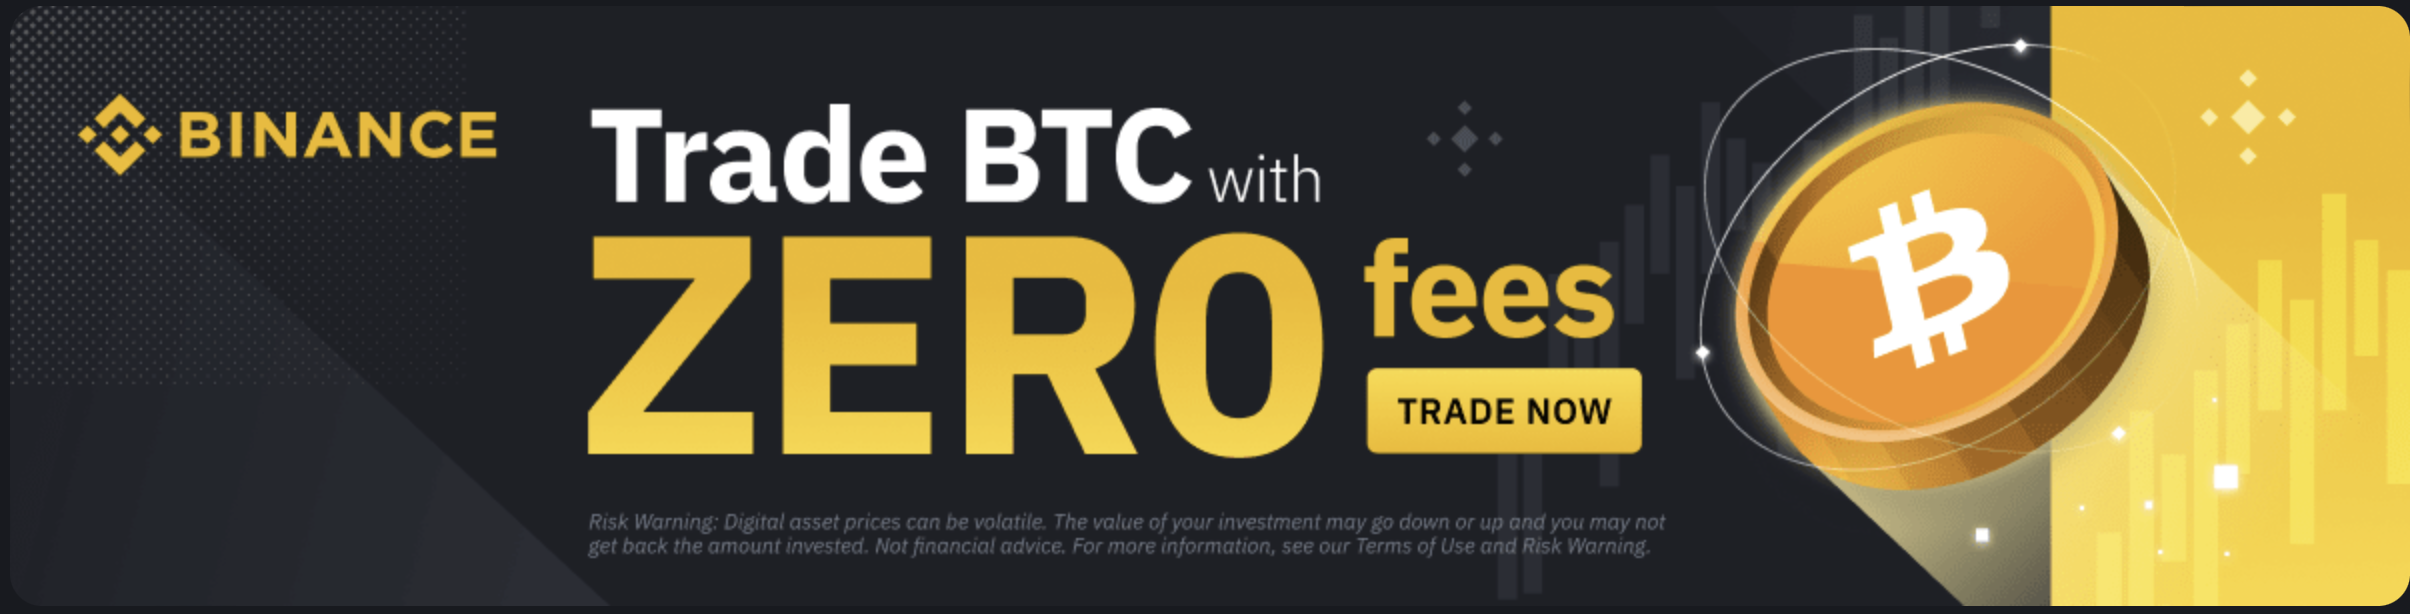 BINANCE
Trade BTC with
ZERO fees
TRADE NOW
Risk Warning: Digital asset prices can be volatile. The value of your investment may go down or up and you may not
get back the amount invested. Not financial advice. For more information, see our Terms of Use and Risk Warning.